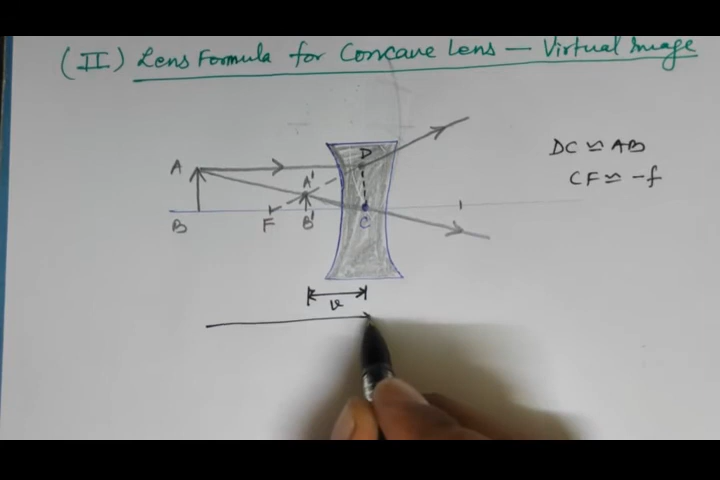 (II) Lens Formula for Concave Lens — Virtual Image
DC ≃ AB
CF ≃ -f
A
D
A'
B
F
B'
C
v